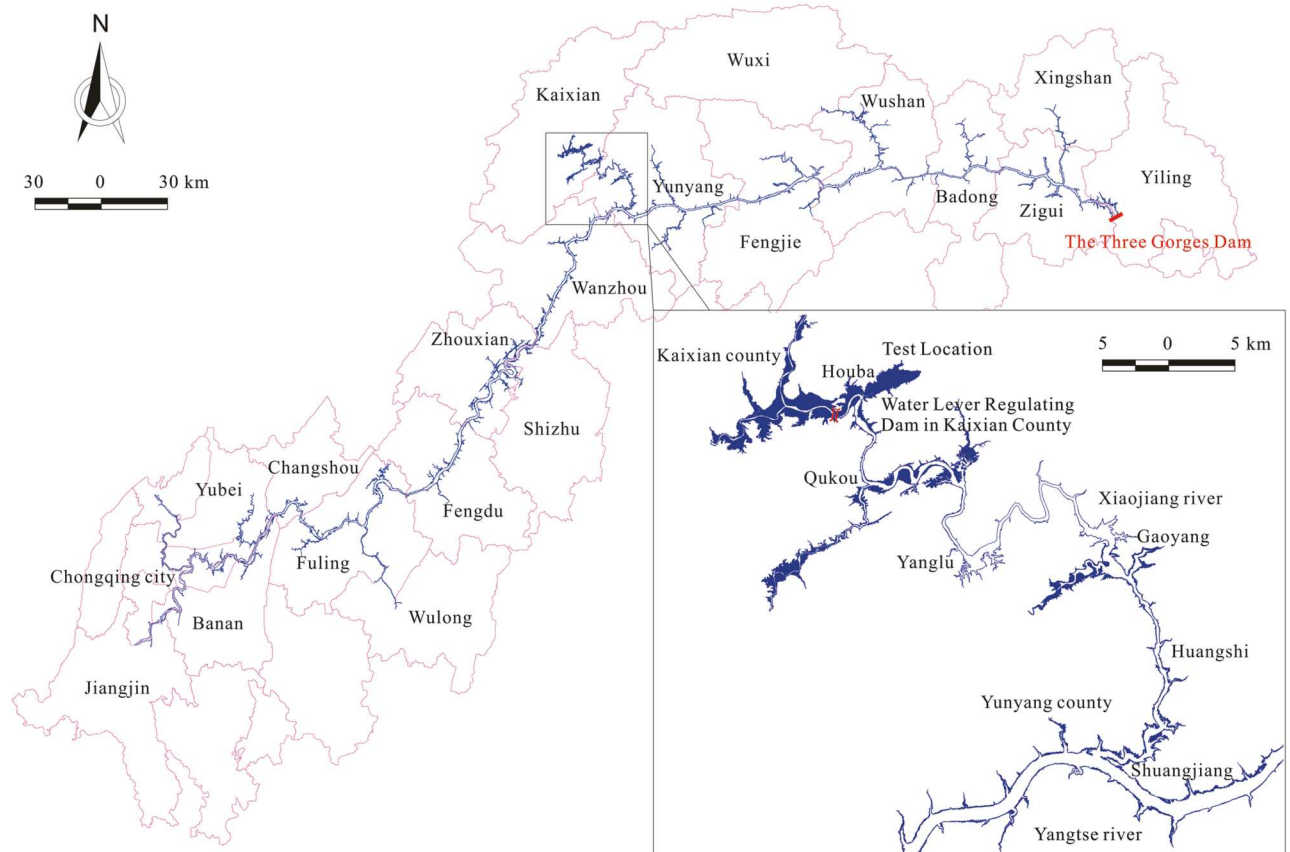 N
30 0 30 km
Wuxi
Kaixian
Xingshan
Wushan
Yiling
Yunyang
Badong
Zigui
Fengjie
The Three Gorges Dam
Wanzhou
Zhouxian
Shizhu
Changshou
Yubei
Fengdu
Fuling
Chongqing city
Wulong
Banan
Jiangjin
5 0 5 km
Kaixian county
Test Location
Houba
Water Lever Regulating
Dam in Kaixian County
Qukou
Xiaojiang river
Gaoyang
Yanglu
Huangshi
Yunyang county
Shuangjiang
Yangtse river